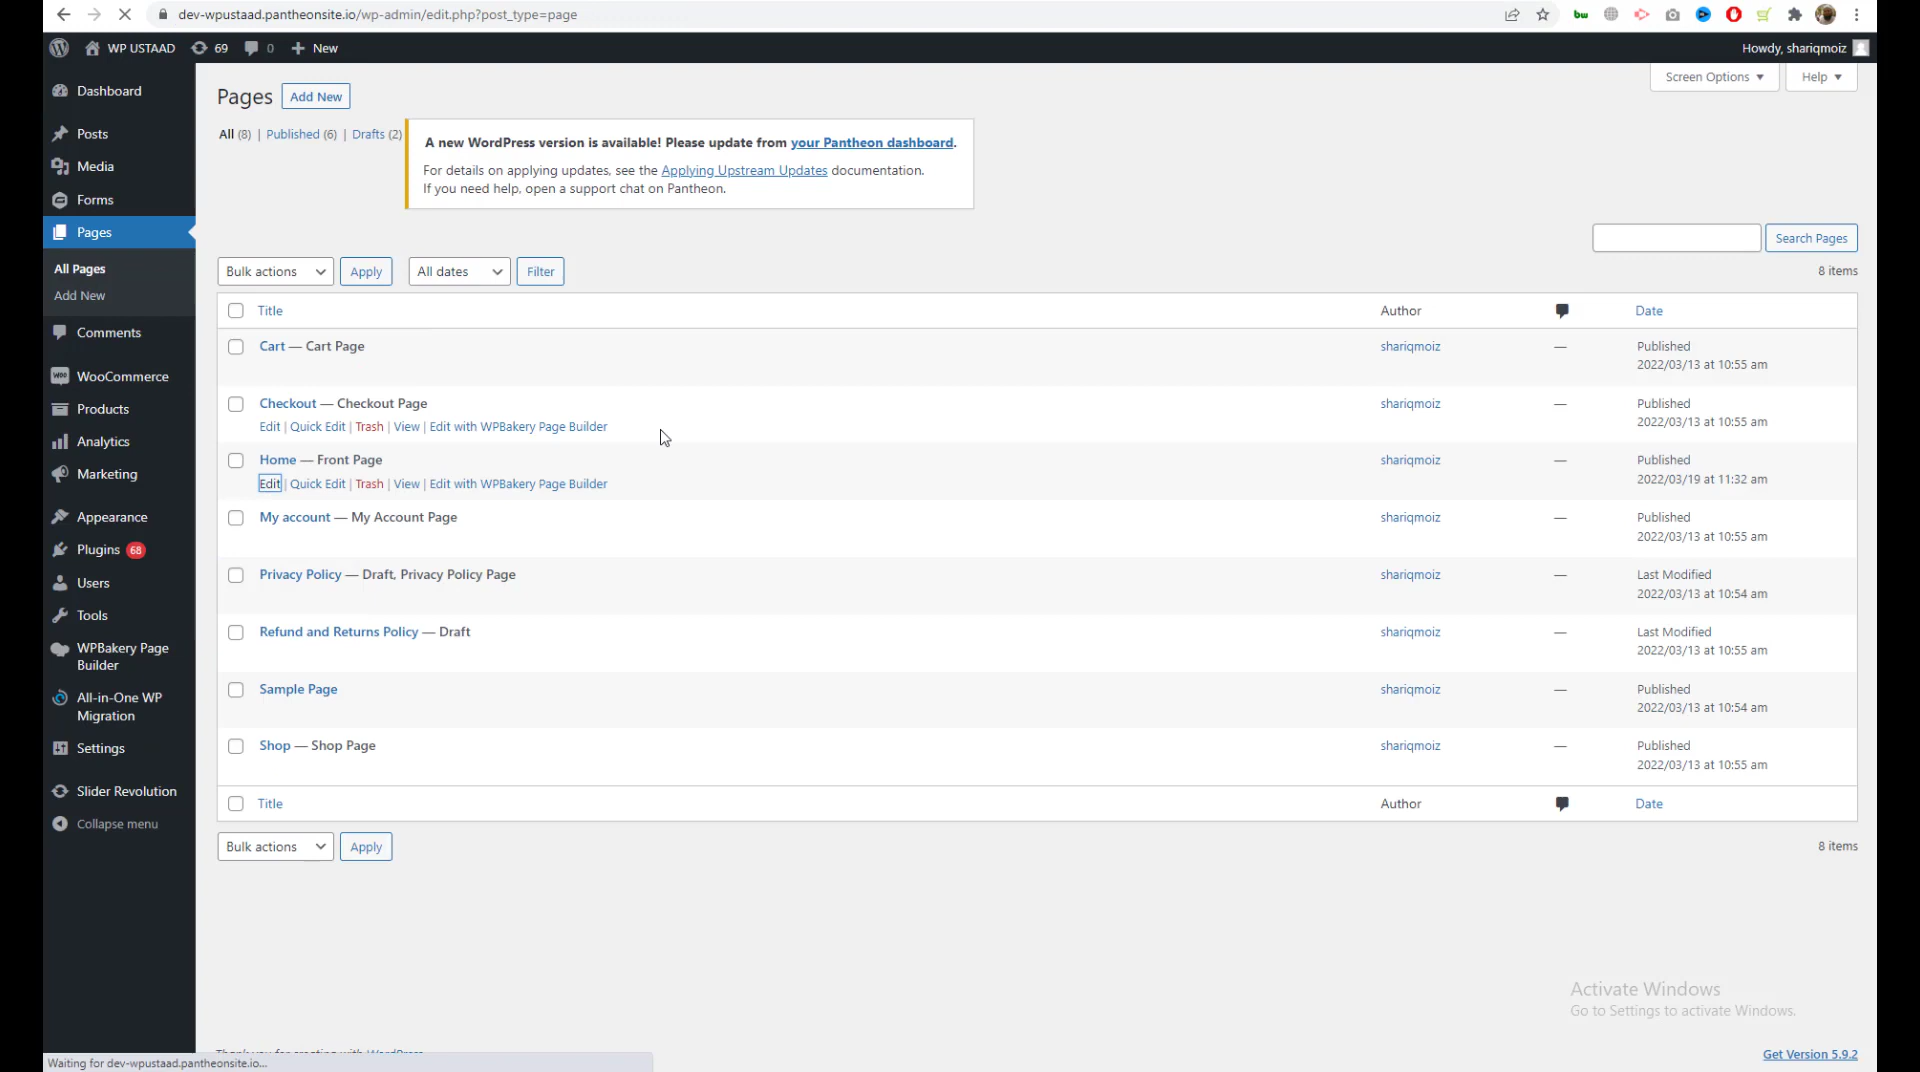 dev-wpustaad.pantheonsite.io/wp-admin/edit.php?post_type=page
WP USTAAD 69 0 New
Howdy, shariqmoiz
Screen Options Help
Dashboard
Posts
Media
Forms
Pages
All Pages
Add New
Comments
WooCommerce
Products
Analytics
Marketing
Appearance
Plugins 68
Users
Tools
WPBakery Page
Builder
All-in-One WP
Migration
Settings
Slider Revolution
Collapse menu
Pages Add New
All (8) | Published (6) | Drafts (2)
A new WordPress version is available! Please update from your Pantheon dashboard.
For details on applying updates, see the Applying Upstream Updates documentation.
If you need help, open a support chat on Pantheon.
Search Pages
Bulk actions Apply All dates Filter 8 items
Title Author Date
Cart — Cart Page shariqmoiz — Published
2022/03/13 at 10:55 am
Checkout — Checkout Page shariqmoiz — Published
Edit | Quick Edit | Trash | View | Edit with WPBakery Page Builder 2022/03/13 at 10:55 am
Home — Front Page shariqmoiz — Published
Edit | Quick Edit | Trash | View | Edit with WPBakery Page Builder 2022/03/19 at 11:32 am
My account — My Account Page shariqmoiz — Published
2022/03/13 at 10:55 am
Privacy Policy — Draft, Privacy Policy Page shariqmoiz — Last Modified
2022/03/13 at 10:54 am
Refund and Returns Policy — Draft shariqmoiz — Last Modified
2022/03/13 at 10:55 am
Sample Page shariqmoiz — Published
2022/03/13 at 10:54 am
Shop — Shop Page shariqmoiz — Published
2022/03/13 at 10:55 am
Title Author Date
Bulk actions Apply 8 items
Activate Windows
Go to Settings to activate Windows.
Thank you for creating with WordPress
Get Version 5.9.2
Waiting for dev-wpustaad.pantheonsite.io...